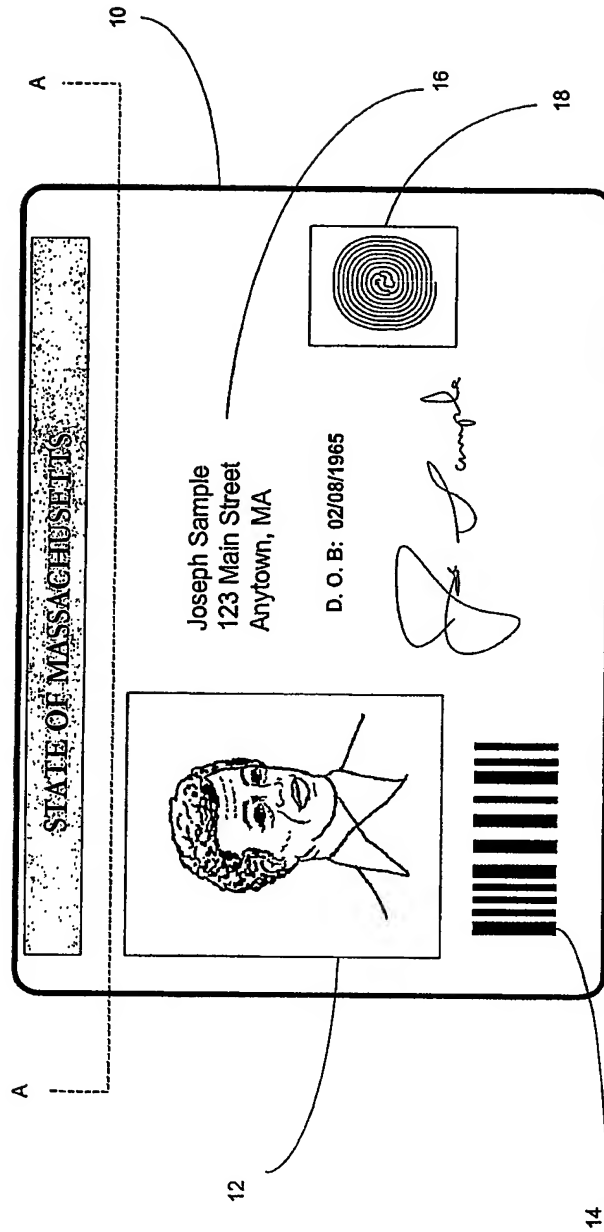 A
A
10
STATE OF MASSACHUSETTS
Joseph Sample
123 Main Street
Anytown, MA
16
D. O. B: 02/08/1965
18
12
14